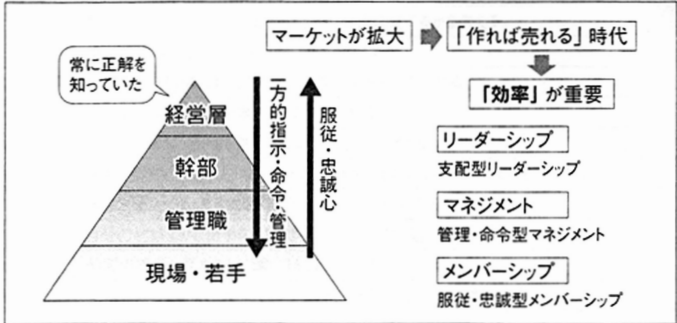 マーケットが拡大
「作れば売れる」時代
「効率」が重要
常に正解を
知っていた
経営層
幹部
管理職
現場・若手
一方的指示・命令・管理
服従・忠誠心
リーダーシップ
支配型リーダーシップ
マネジメント
管理・命令型マネジメント
メンバーシップ
服従・忠誠型メンバーシップ